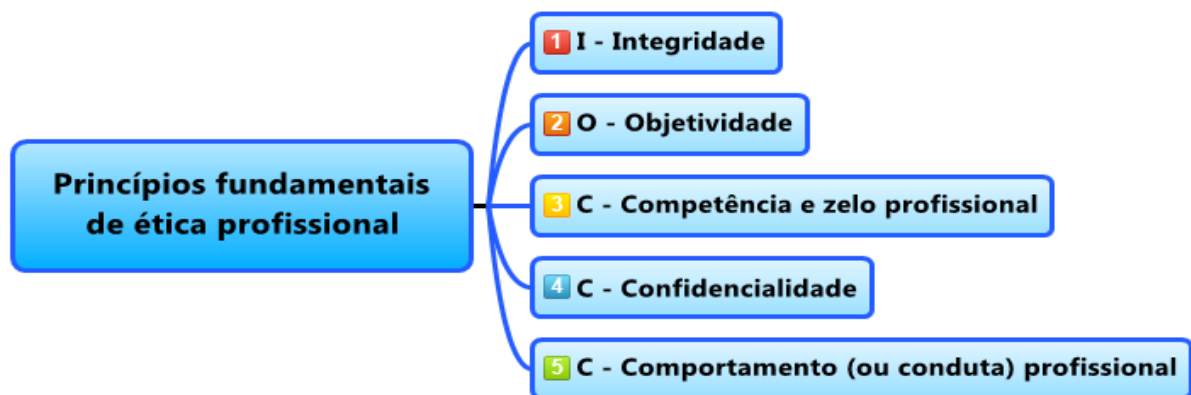 Princípios fundamentais
de ética profissional
1 I - Integridade
2 O - Objetividade
3 C - Competência e zelo profissional
4 C - Confidencialidade
5 C - Comportamento (ou conduta) profissional